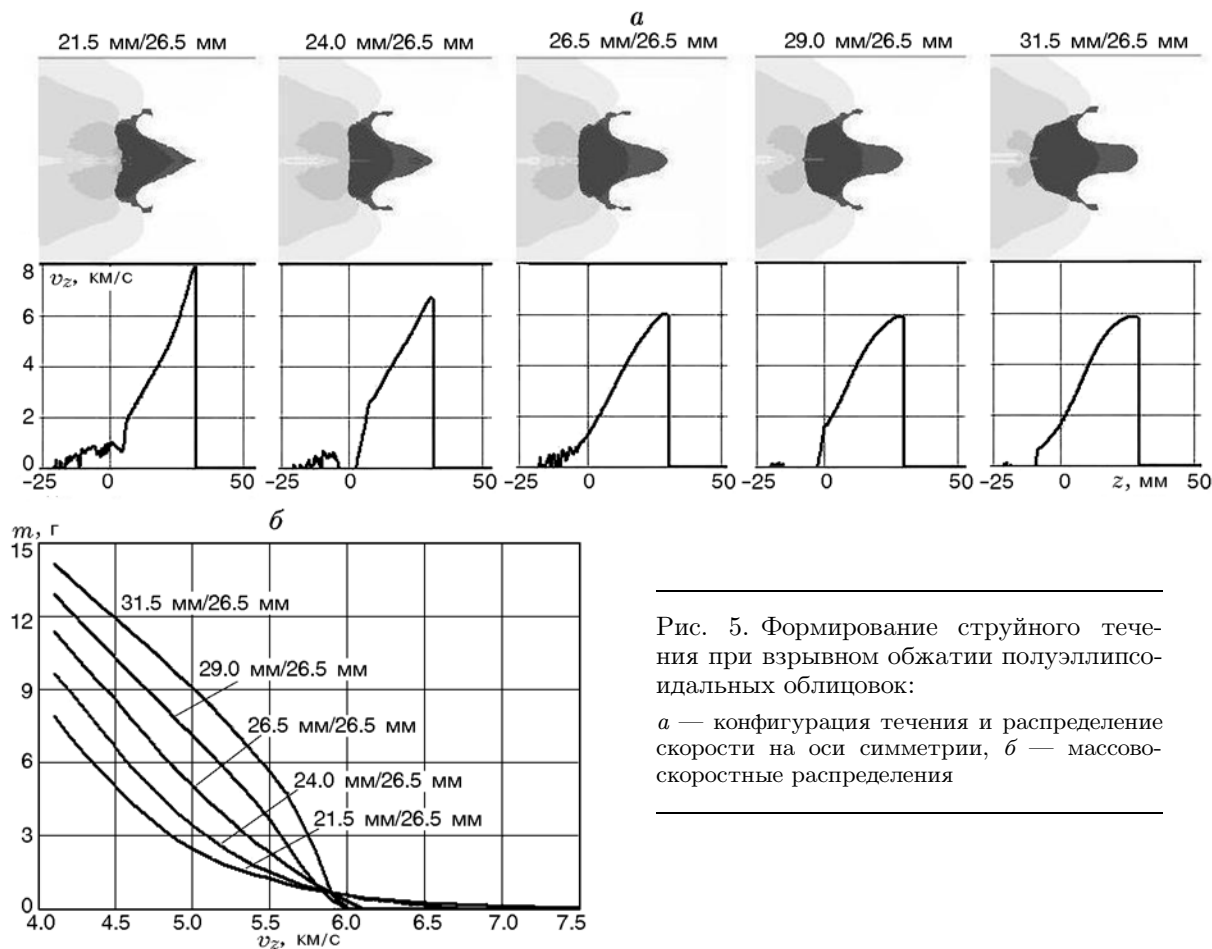 а
21.5 мм/26.5 мм 24.0 мм/26.5 мм 26.5 мм/26.5 мм 29.0 мм/26.5 мм 31.5 мм/26.5 мм
8
vz, км/с
6
4
2
0
−25 0 50 −25 0 50 −25 0 50 −25 0 50 −25 0 z, мм 50
б
m, г
15
12
9
6
3
0
31.5 мм/26.5 мм
29.0 мм/26.5 мм
26.5 мм/26.5 мм
24.0 мм/26.5 мм
21.5 мм/26.5 мм
4.0 4.5 5.0 5.5 6.0 6.5 7.0 7.5
vz, км/с
Рис. 5. Формирование струйного тече-
ния при взрывном обжатии полуэллипсо-
идальных облицовок:
а — конфигурация течения и распределение
скорости на оси симметрии, б — массово-
скоростные распределения